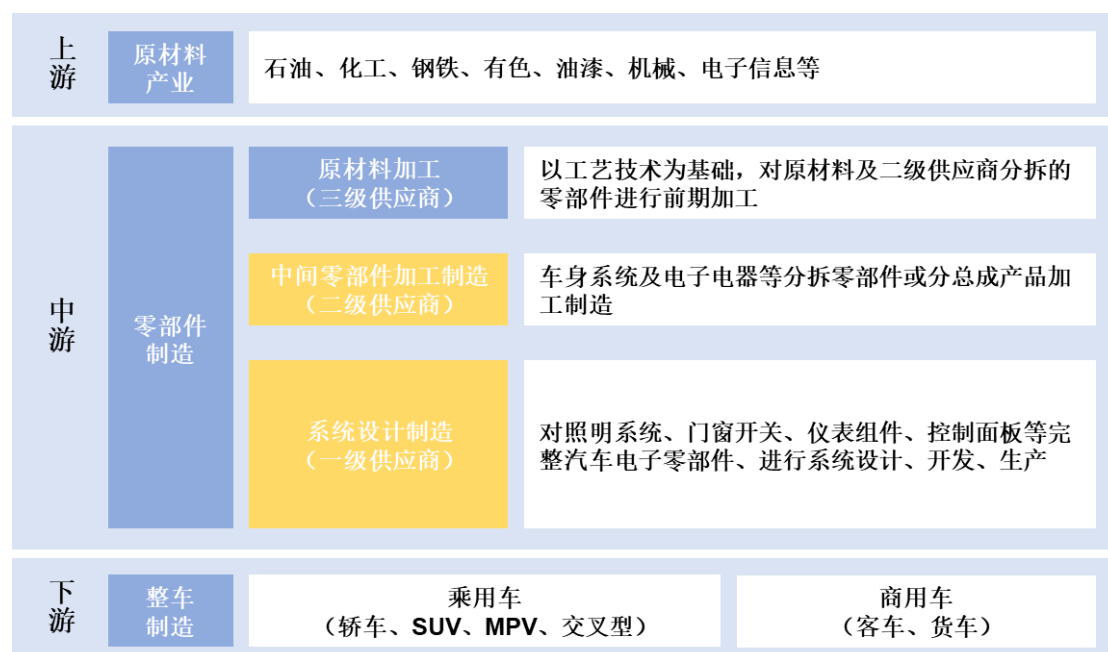 上游
原材料
产业
石油、化工、钢铁、有色、油漆、机械、电子信息等
中游
零部件
制造
原材料加工
（三级供应商）
以工艺技术为基础，对原材料及二级供应商分拆的
零部件进行前期加工
中间零部件加工制造
（二级供应商）
车身系统及电子电器等分拆零部件或分总成产品加
工制造
系统设计制造
（一级供应商）
对照明系统、门窗开关、仪表组件、控制面板等完
整汽车电子零部件、进行系统设计、开发、生产
下游
整车
制造
乘用车
（轿车、SUV、MPV、交叉型）
商用车
（客车、货车）